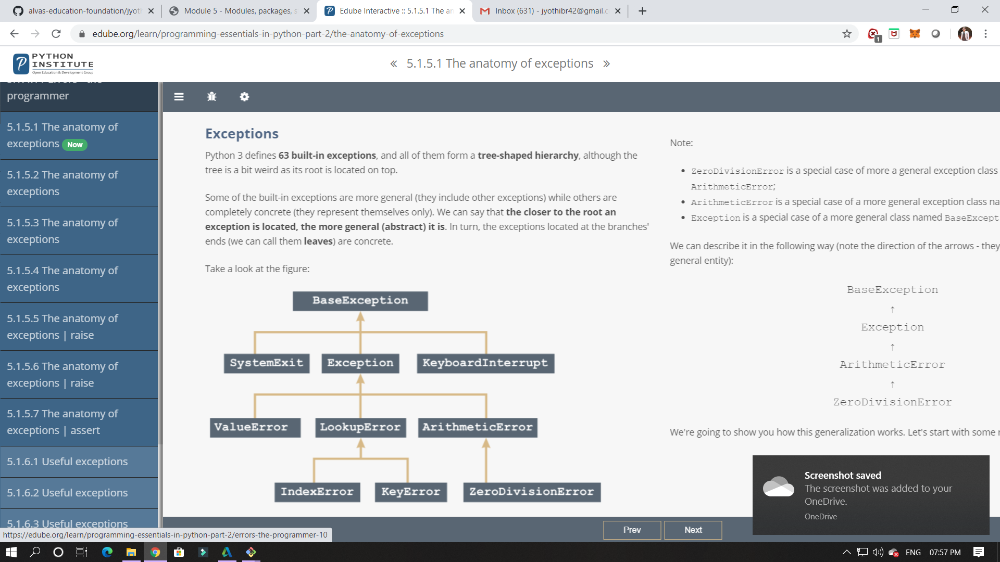 alvas-education-foundation/jyoth
Module 5 - Modules, packages, s
Edube Interactive :: 5.1.5.1 The an
Inbox (631) - jyothibr42@gmail.c
edube.org/learn/programming-essentials-in-python-part-2/the-anatomy-of-exceptions
1
PYTHON
INSTITUTE
Open Education & Development Group
« 5.1.5.1 The anatomy of exceptions »
programmer
5.1.5.1 The anatomy of
exceptions Now
5.1.5.2 The anatomy of
exceptions
5.1.5.3 The anatomy of
exceptions
5.1.5.4 The anatomy of
exceptions
5.1.5.5 The anatomy of
exceptions | raise
5.1.5.6 The anatomy of
exceptions | raise
5.1.5.7 The anatomy of
exceptions | assert
5.1.6.1 Useful exceptions
5.1.6.2 Useful exceptions
5.1.6.3 Useful exceptions
Exceptions
Python 3 defines 63 built-in exceptions, and all of them form a tree-shaped hierarchy, although the
tree is a bit weird as its root is located on top.
Some of the built-in exceptions are more general (they include other exceptions) while others are
completely concrete (they represent themselves only). We can say that the closer to the root an
exception is located, the more general (abstract) it is. In turn, the exceptions located at the branches'
ends (we can call them leaves) are concrete.
Take a look at the figure:
BaseException
SystemExit
Exception
KeyboardInterrupt
ValueError
LookupError
ArithmeticError
IndexError
KeyError
ZeroDivisionError
Note:
• ZeroDivisionError is a special case of more a general exception class
ArithmeticError;
• ArithmeticError is a special case of a more general exception class na
• Exception is a special case of a more general class named BaseExcept
We can describe it in the following way (note the direction of the arrows - they
general entity):
BaseException
↑
Exception
↑
ArithmeticError
↑
ZeroDivisionError
We're going to show you how this generalization works. Let's start with some
Screenshot saved
The screenshot was added to your
OneDrive.
OneDrive
Prev
Next
https://edube.org/learn/programming-essentials-in-python-part-2/errors-the-programmer-10
ENG
07:57 PM